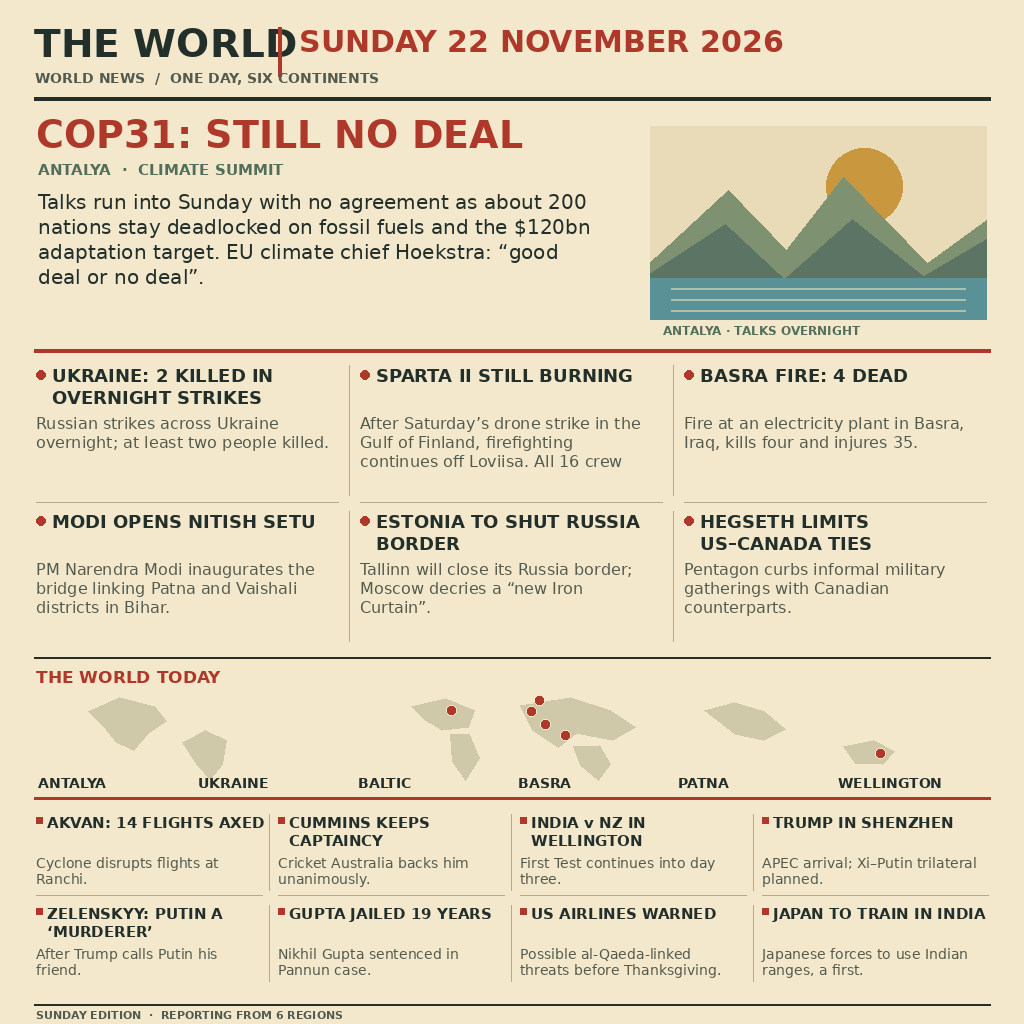 THE WORLD
SUNDAY 22 NOVEMBER 2026
WORLD NEWS / ONE DAY, SIX CONTINENTS
COP31: STILL NO DEAL
ANTALYA · CLIMATE SUMMIT
Talks run into Sunday with no agreement as about 200
nations stay deadlocked on fossil fuels and the $120bn
adaptation target. EU climate chief Hoekstra: “good
deal or no deal”.
ANTALYA · TALKS OVERNIGHT
UKRAINE: 2 KILLED IN
OVERNIGHT STRIKES
Russian strikes across Ukraine
overnight; at least two people killed.
SPARTA II STILL BURNING
After Saturday’s drone strike in the
Gulf of Finland, firefighting
continues off Loviisa. All 16 crew
BASRA FIRE: 4 DEAD
Fire at an electricity plant in Basra,
Iraq, kills four and injures 35.
MODI OPENS NITISH SETU
PM Narendra Modi inaugurates the
bridge linking Patna and Vaishali
districts in Bihar.
ESTONIA TO SHUT RUSSIA
BORDER
Tallinn will close its Russia border;
Moscow decries a “new Iron
Curtain”.
HEGSETH LIMITS
US–CANADA TIES
Pentagon curbs informal military
gatherings with Canadian
counterparts.
THE WORLD TODAY
ANTALYA
UKRAINE
BALTIC
BASRA
PATNA
WELLINGTON
AKVAN: 14 FLIGHTS AXED
Cyclone disrupts flights at
Ranchi.
CUMMINS KEEPS
CAPTAINCY
Cricket Australia backs him
unanimously.
INDIA v NZ IN
WELLINGTON
First Test continues into day
three.
TRUMP IN SHENZHEN
APEC arrival; Xi–Putin trilateral
planned.
ZELENSKYY: PUTIN A
‘MURDERER’
After Trump calls Putin his
friend.
GUPTA JAILED 19 YEARS
Nikhil Gupta sentenced in
Pannun case.
US AIRLINES WARNED
Possible al-Qaeda-linked
threats before Thanksgiving.
JAPAN TO TRAIN IN INDIA
Japanese forces to use Indian
ranges, a first.
SUNDAY EDITION · REPORTING FROM 6 REGIONS